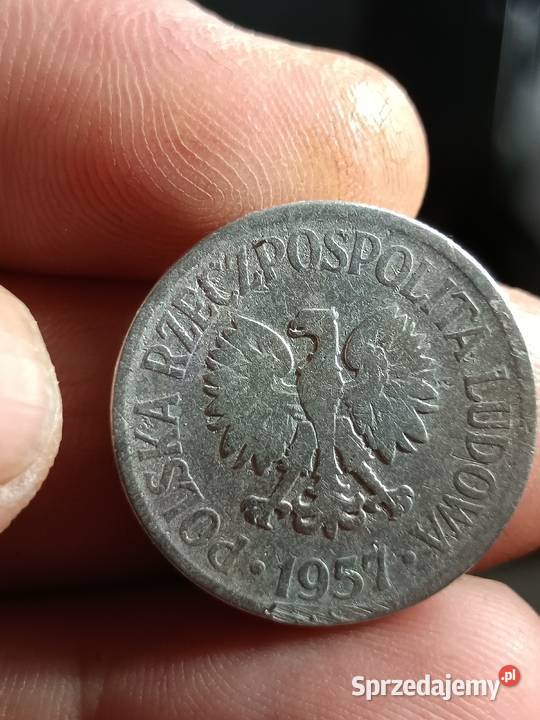 POLSKA RZECZPOSPOLITA LUDOWA
· 1957 ·
Sprzedajemy.pl